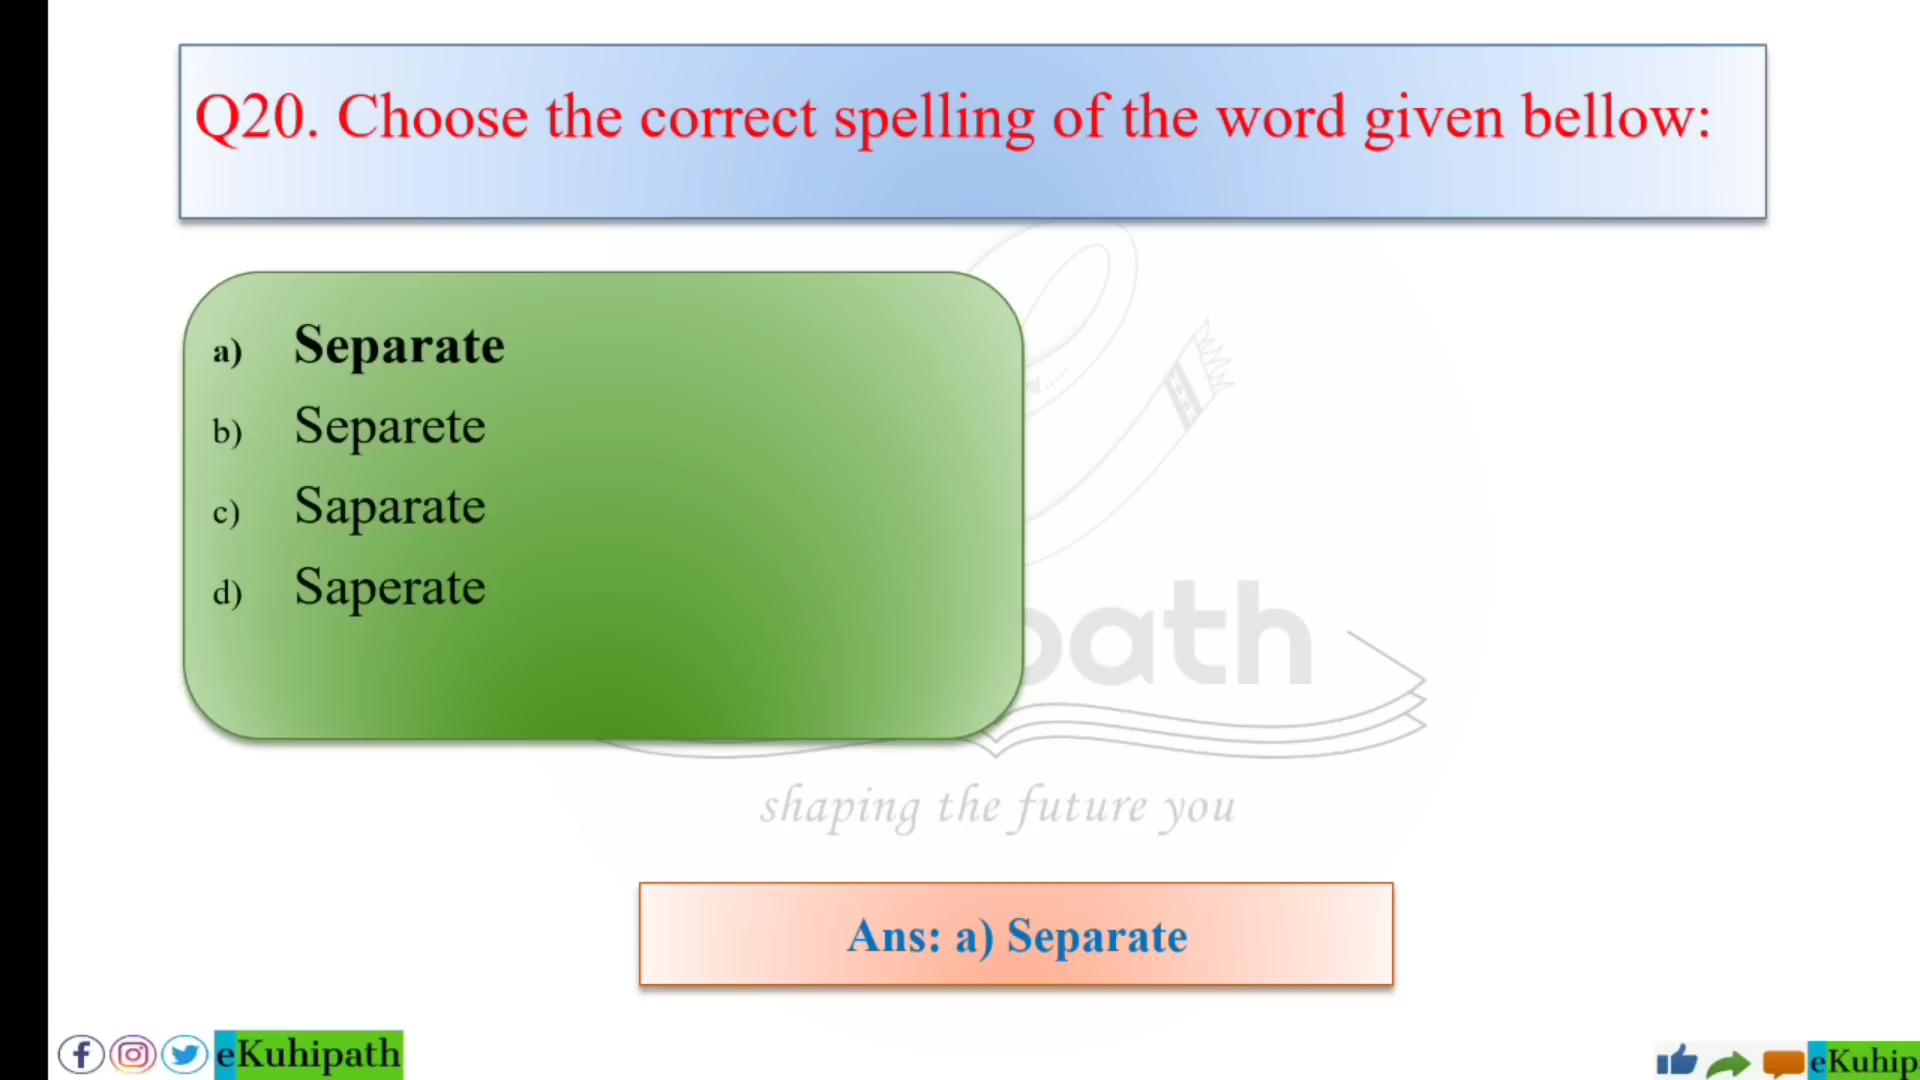 Q20. Choose the correct spelling of the word given bellow:
a) Separate
b) Separete
c) Saparate
d) Saperate
path
shaping the future you
Ans: a) Separate
eKuhipath
eKuhip